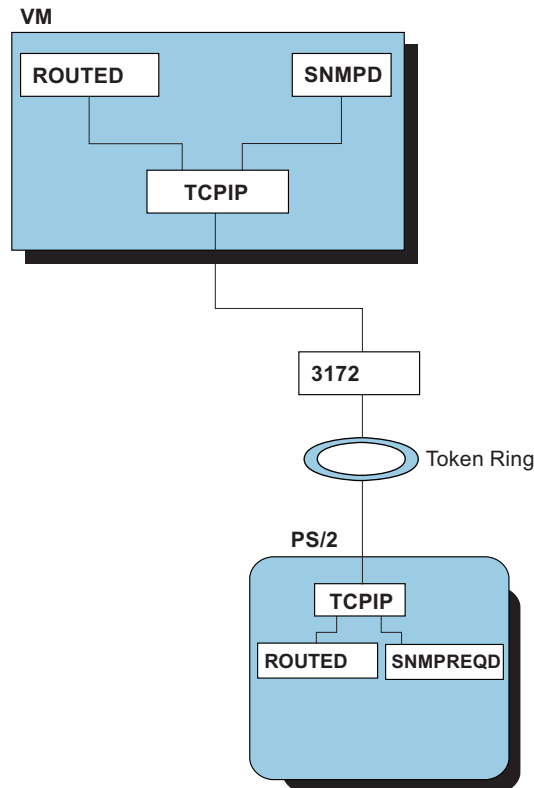 VM
ROUTED
SNMPD
TCPIP
3172
Token Ring
PS/2
TCPIP
ROUTED
SNMPREQD